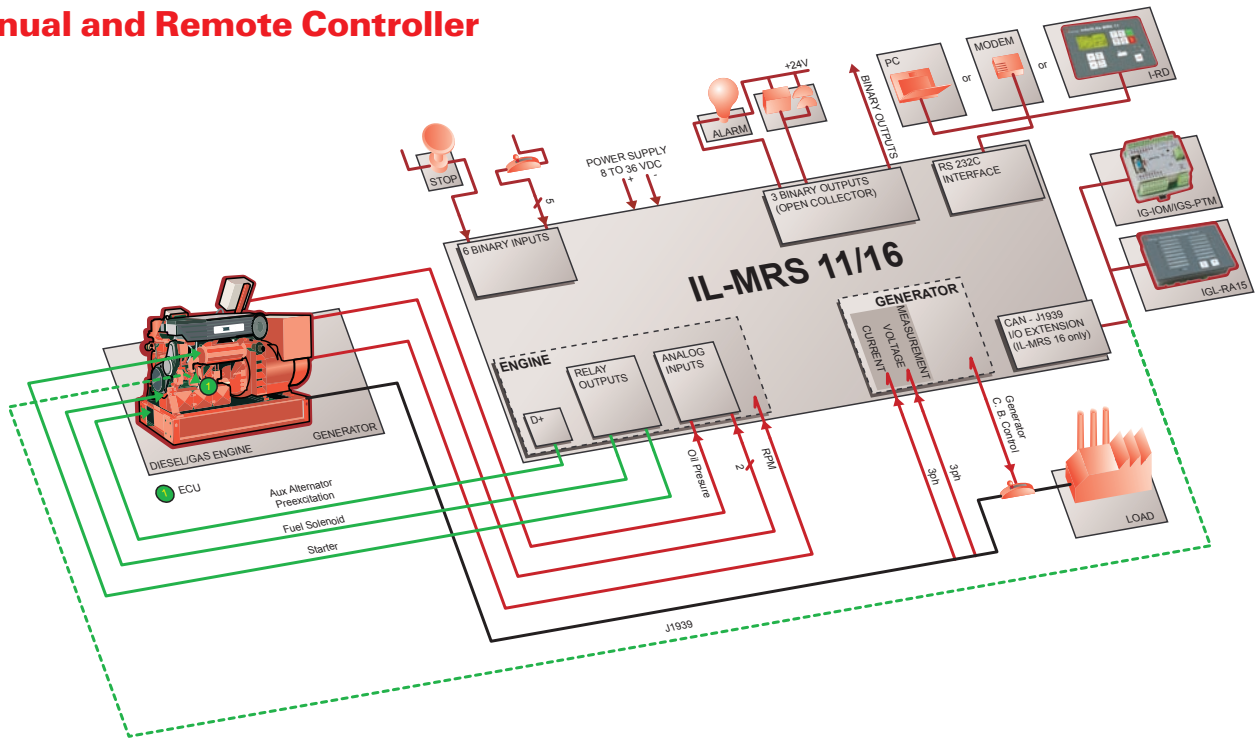 nual and Remote Controller
+24V
PC
or
MODEM
or
I-RD
BINARY OUTPUTS
ALARM
STOP
5
POWER SUPPLY
8 TO 36 VDC
+ -
3 BINARY OUTPUTS
(OPEN COLLECTOR)
RS 232C
INTERFACE
IG-IOM/IGS-PTM
IGL-RA15
6 BINARY INPUTS
IL-MRS 11/16
GENERATOR
MEASUREMENT
VOLTAGE
CURRENT
CAN - J1939
I/O EXTENSION
(IL-MRS 16 only)
ENGINE
RELAY
OUTPUTS
ANALOG
INPUTS
D+
Oil Presure
2
RPM
3ph
3ph
Generator
C. B. Control
LOAD
GENERATOR
DIESEL/GAS ENGINE
1
1 ECU
Aux Alternator
Preexcitation
Fuel Solenoid
Starter
J1939